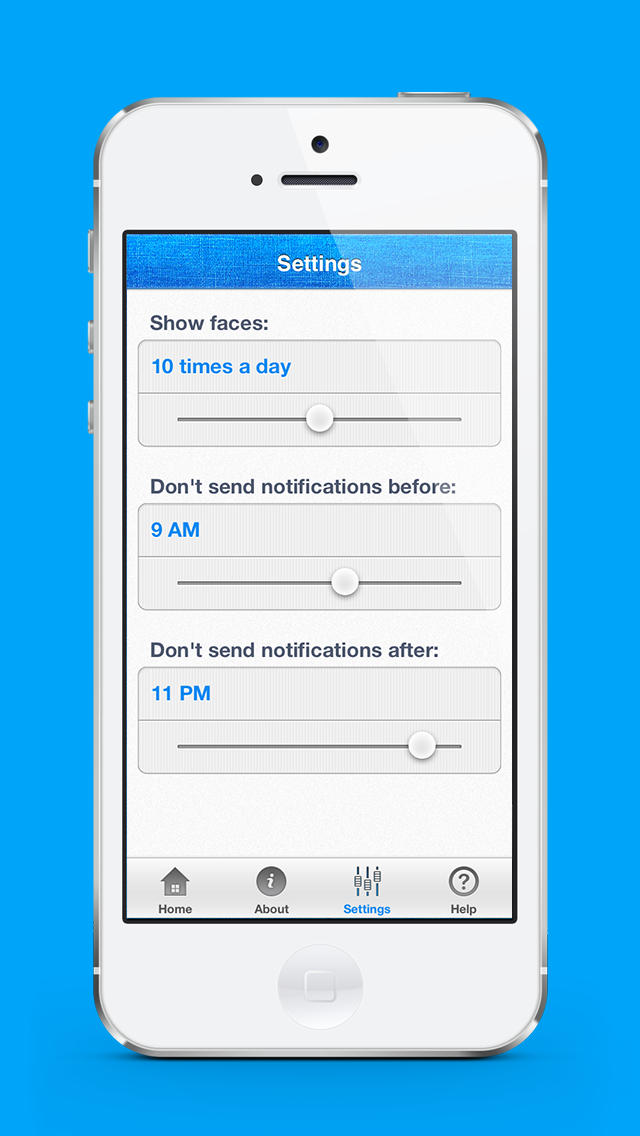 Settings
Show faces:
10 times a day
Don't send notifications before:
9 AM
Don't send notifications after:
11 PM
Home About Settings Help